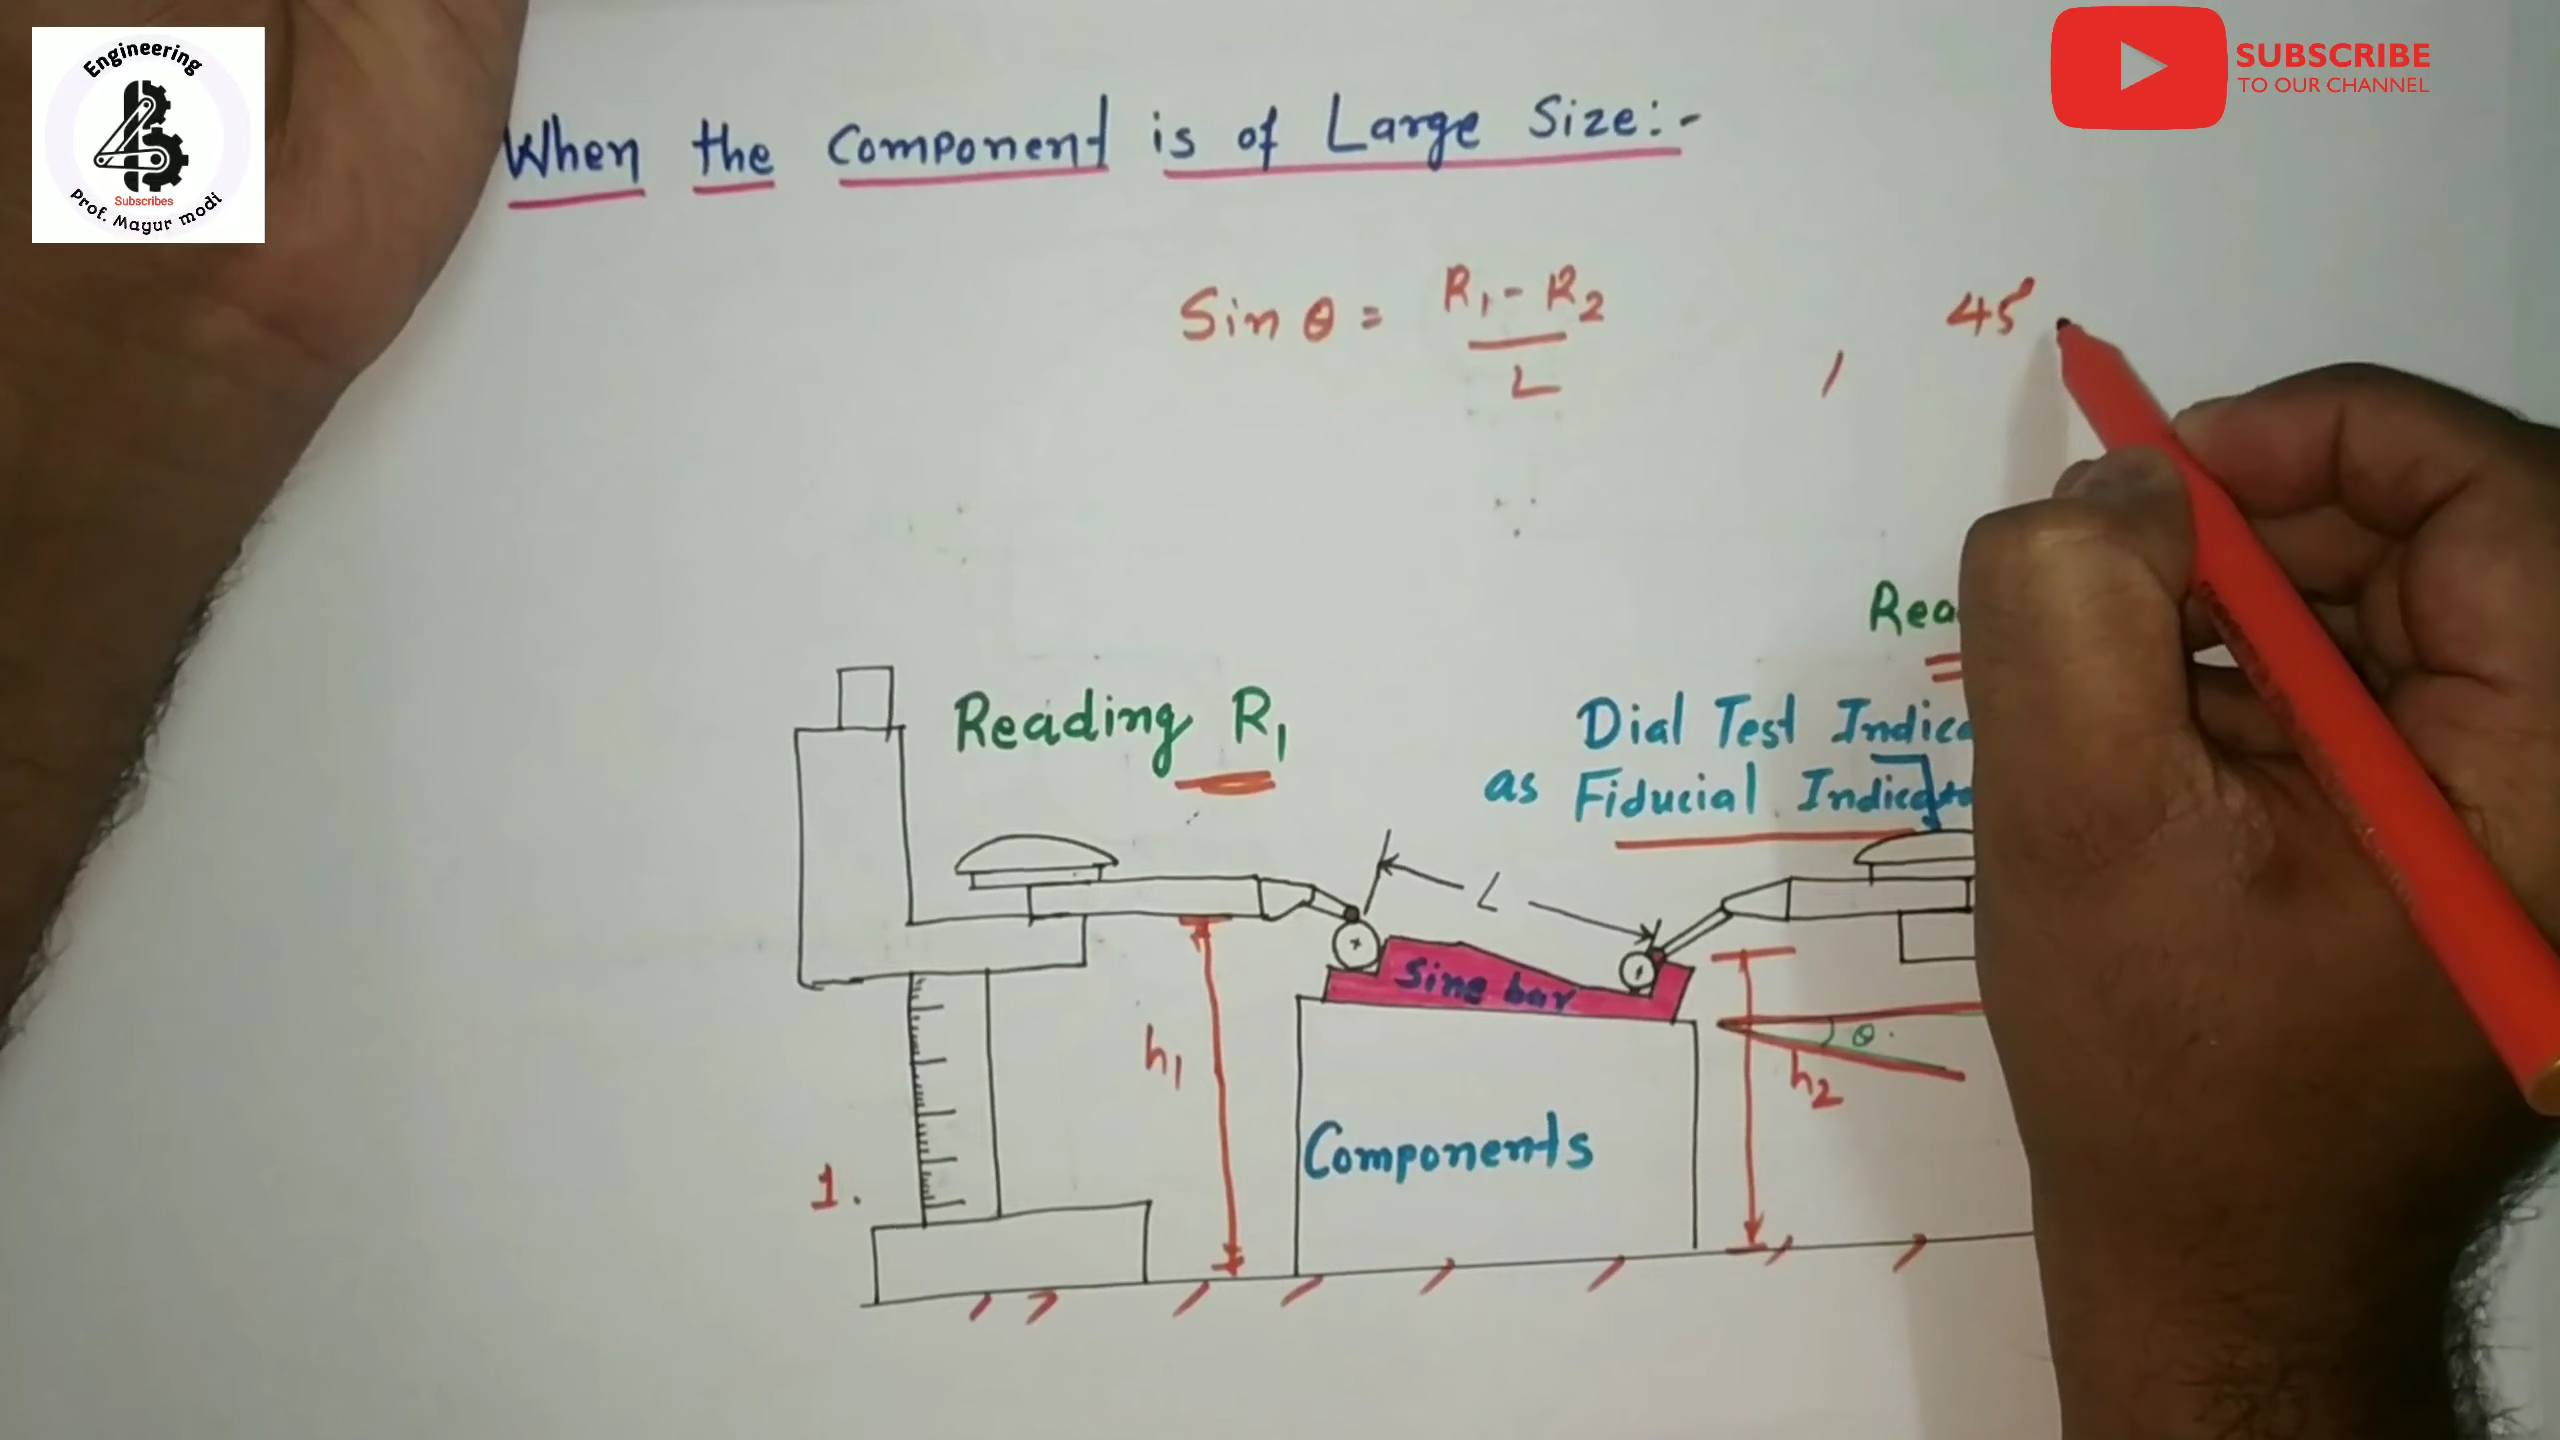 Engineering
Subscribes
Prof. Mayur modi
SUBSCRIBE
TO OUR CHANNEL
When the Component is of Large Size:-
Sin θ = R1 - R2 / L , 45°
Reading R1
Dial Test
as Fiducial
L
Sine bar
h1
θ
h2
Components
1.